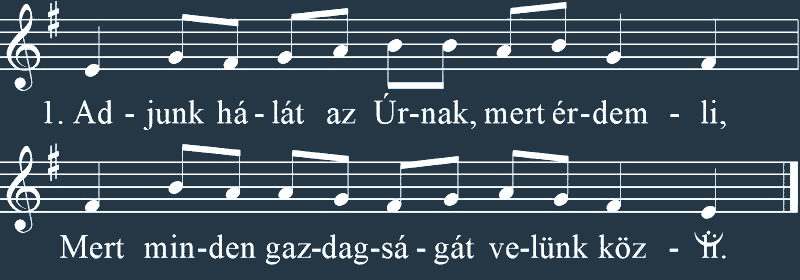 1. Ad - junk há - lát az Úr-nak, mert ér-dem - li,
Mert min-den gaz-dag-sá - gát ve-lünk köz - li.